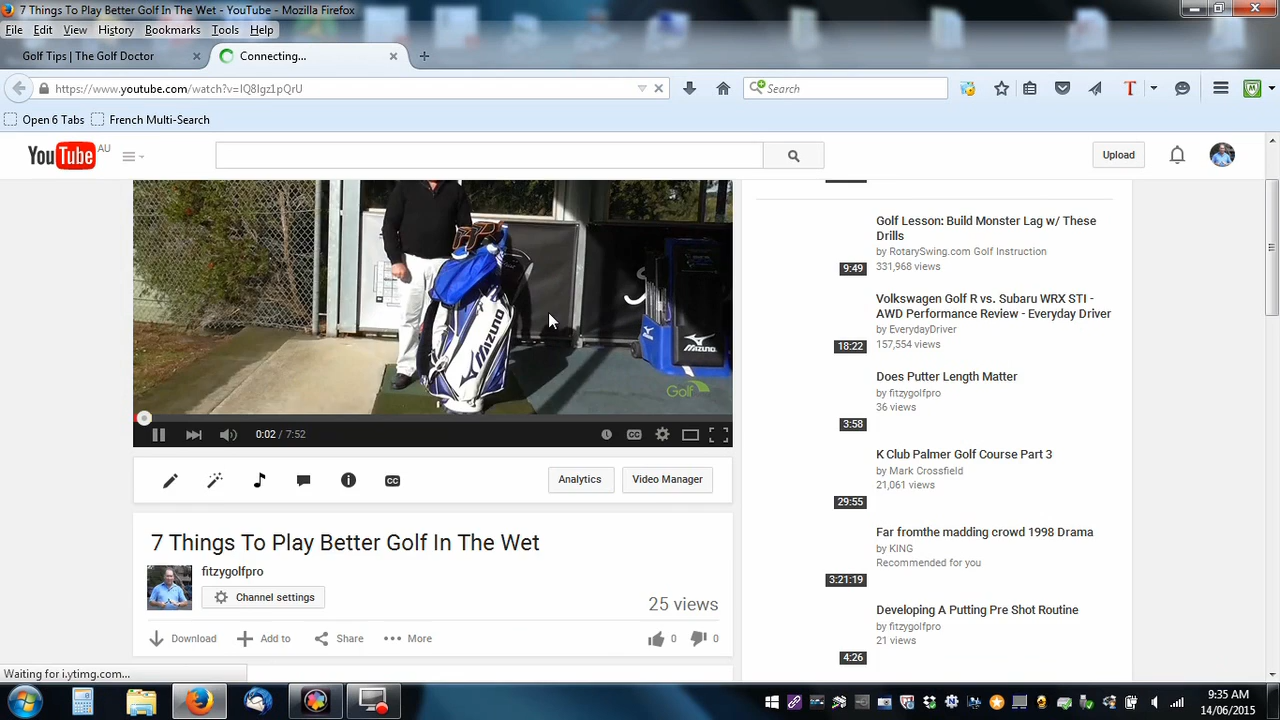 7 Things To Play Better Golf In The Wet - YouTube - Mozilla Firefox
File Edit View History Bookmarks Tools Help
Golf Tips | The Golf Doctor
Connecting...
https://www.youtube.com/watch?v=IQ8Igz1pQrU
Search
Open 6 Tabs
French Multi-Search
YouTube AU
Upload
MIZUNO
MIZUNO
Golf
0:02 / 7:52
CC
CC
Analytics
Video Manager
7 Things To Play Better Golf In The Wet
fitzygolfpro
Channel settings
25 views
Download
Add to
Share
More
0
0
Golf Lesson: Build Monster Lag w/ These
Drills
by RotarySwing.com Golf Instruction
331,968 views
9:49
Volkswagen Golf R vs. Subaru WRX STI -
AWD Performance Review - Everyday Driver
by EverydayDriver
157,554 views
18:22
Does Putter Length Matter
by fitzygolfpro
36 views
3:58
K Club Palmer Golf Course Part 3
by Mark Crossfield
21,061 views
29:55
Far fromthe madding crowd 1998 Drama
by KING
Recommended for you
3:21:19
Developing A Putting Pre Shot Routine
by fitzygolfpro
21 views
4:26
Waiting for i.ytimg.com...
9:35 AM
14/06/2015